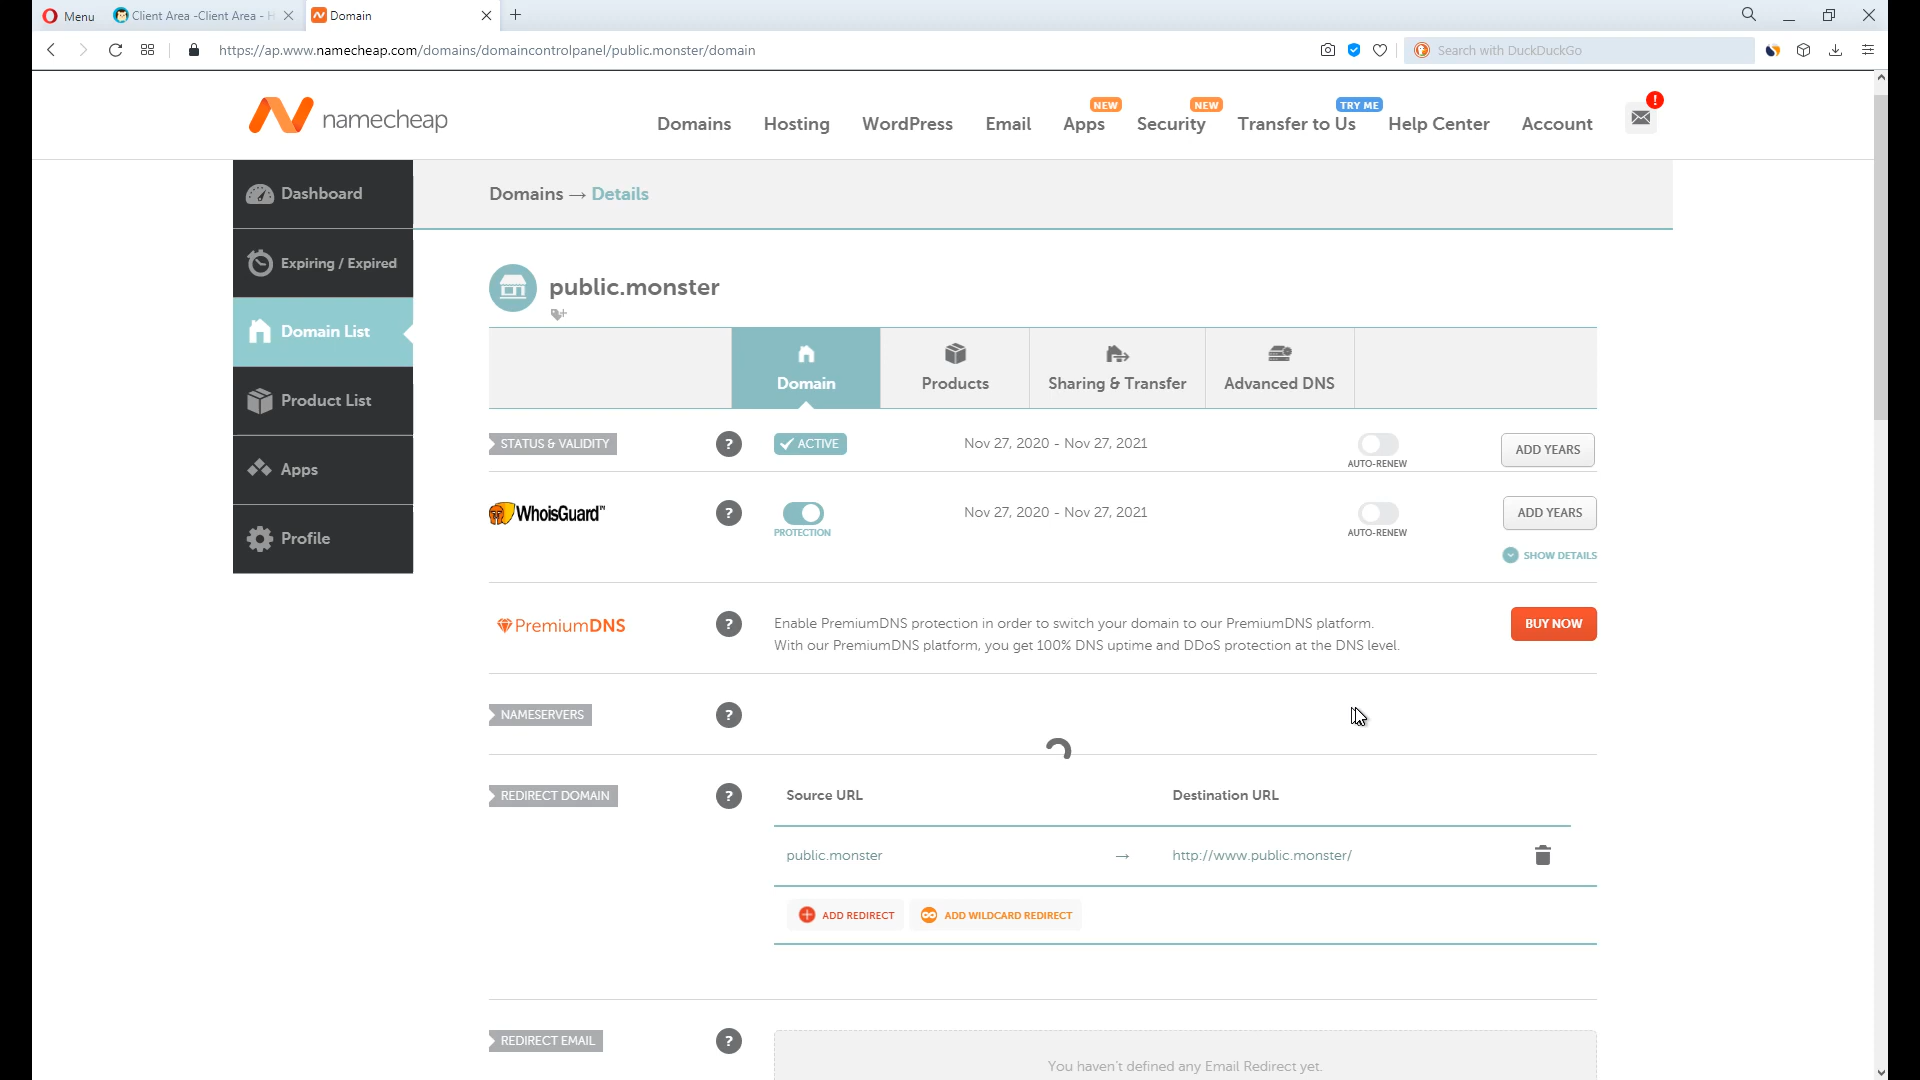 Menu
Client Area -Client Area - H
Domain
https://ap.www.namecheap.com/domains/domaincontrolpanel/public.monster/domain
Search with DuckDuckGo
namecheap
Domains
Hosting
WordPress
Email
Apps
NEW
Security
NEW
Transfer to Us
TRY ME
Help Center
Account
!
Dashboard
Expiring / Expired
Domain List
Product List
Apps
Profile
Domains → Details
public.monster
Domain
Products
Sharing & Transfer
Advanced DNS
STATUS & VALIDITY
?
ACTIVE
Nov 27, 2020 - Nov 27, 2021
AUTO-RENEW
ADD YEARS
WhoisGuard
?
PROTECTION
Nov 27, 2020 - Nov 27, 2021
AUTO-RENEW
ADD YEARS
SHOW DETAILS
PremiumDNS
?
Enable PremiumDNS protection in order to switch your domain to our PremiumDNS platform.
With our PremiumDNS platform, you get 100% DNS uptime and DDoS protection at the DNS level.
BUY NOW
NAMESERVERS
?
REDIRECT DOMAIN
?
Source URL
Destination URL
public.monster
→
http://www.public.monster/
ADD REDIRECT
ADD WILDCARD REDIRECT
REDIRECT EMAIL
?
You haven't defined any Email Redirect yet.